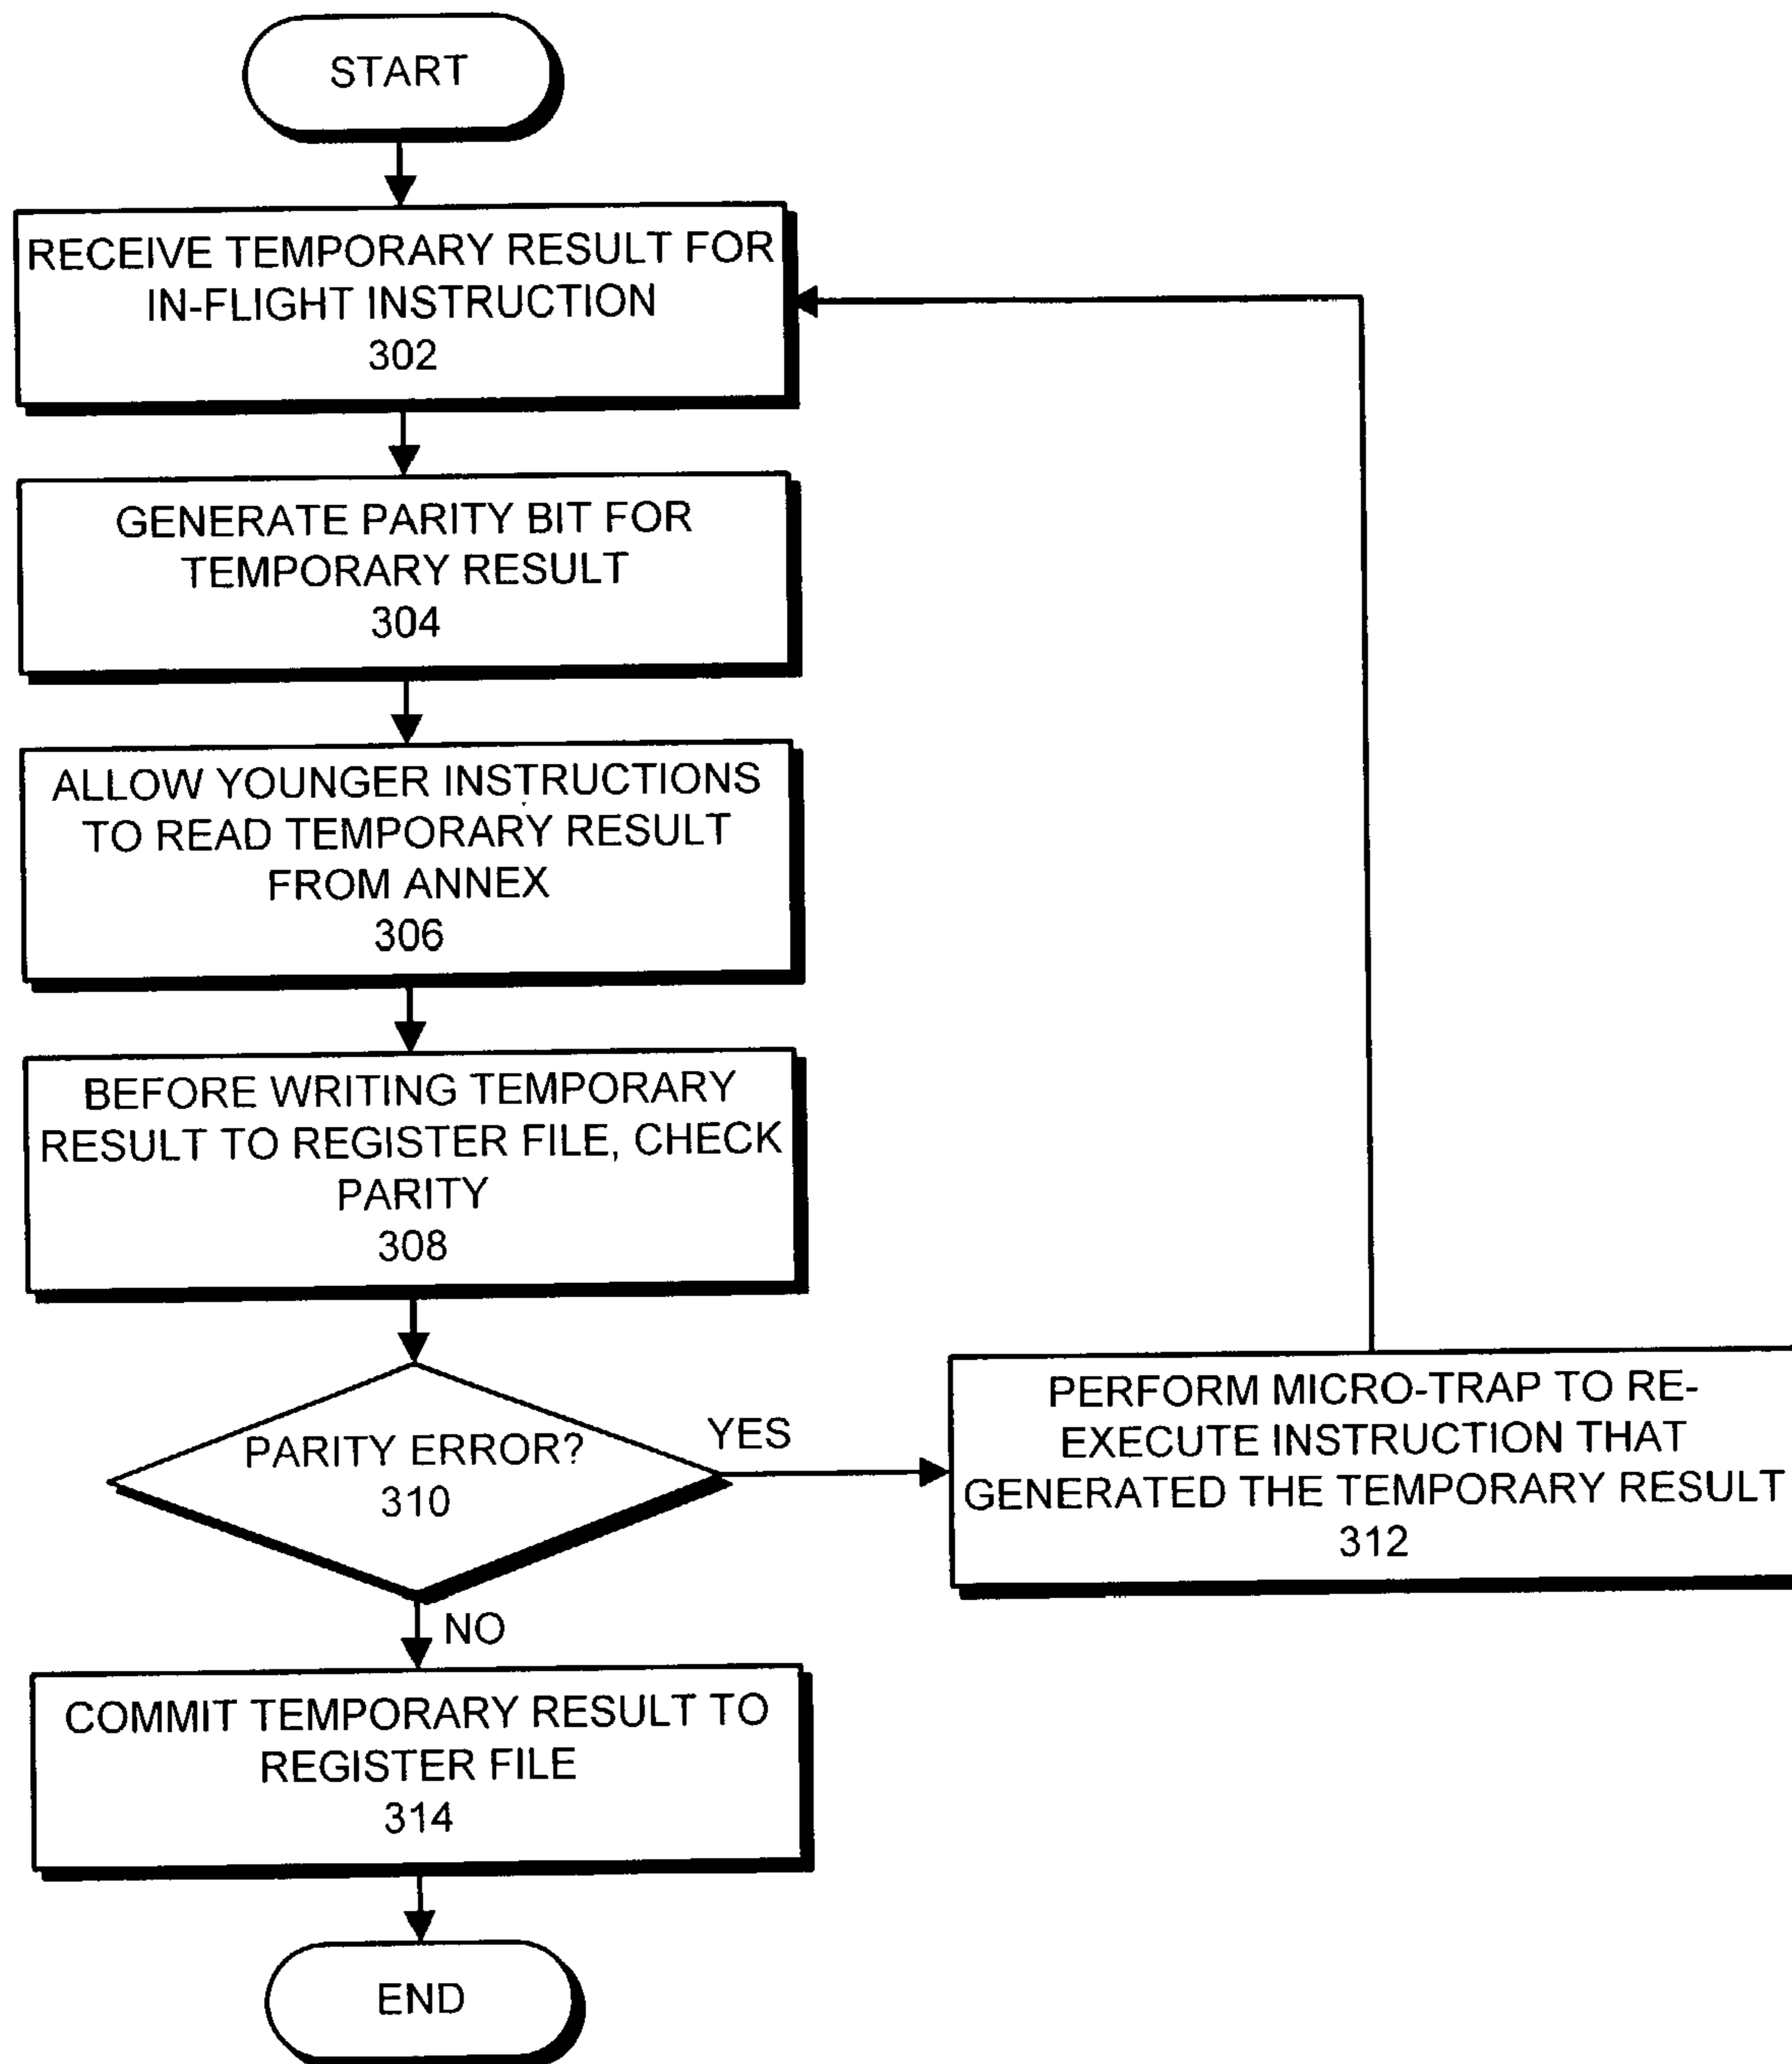 START
RECEIVE TEMPORARY RESULT FOR
IN-FLIGHT INSTRUCTION
302
GENERATE PARITY BIT FOR
TEMPORARY RESULT
304
ALLOW YOUNGER INSTRUCTIONS
TO READ TEMPORARY RESULT
FROM ANNEX
306
BEFORE WRITING TEMPORARY
RESULT TO REGISTER FILE, CHECK
PARITY
308
PARITY ERROR?
310
YES
PERFORM MICRO-TRAP TO RE-
EXECUTE INSTRUCTION THAT
GENERATED THE TEMPORARY RESULT
312
NO
COMMIT TEMPORARY RESULT TO
REGISTER FILE
314
END